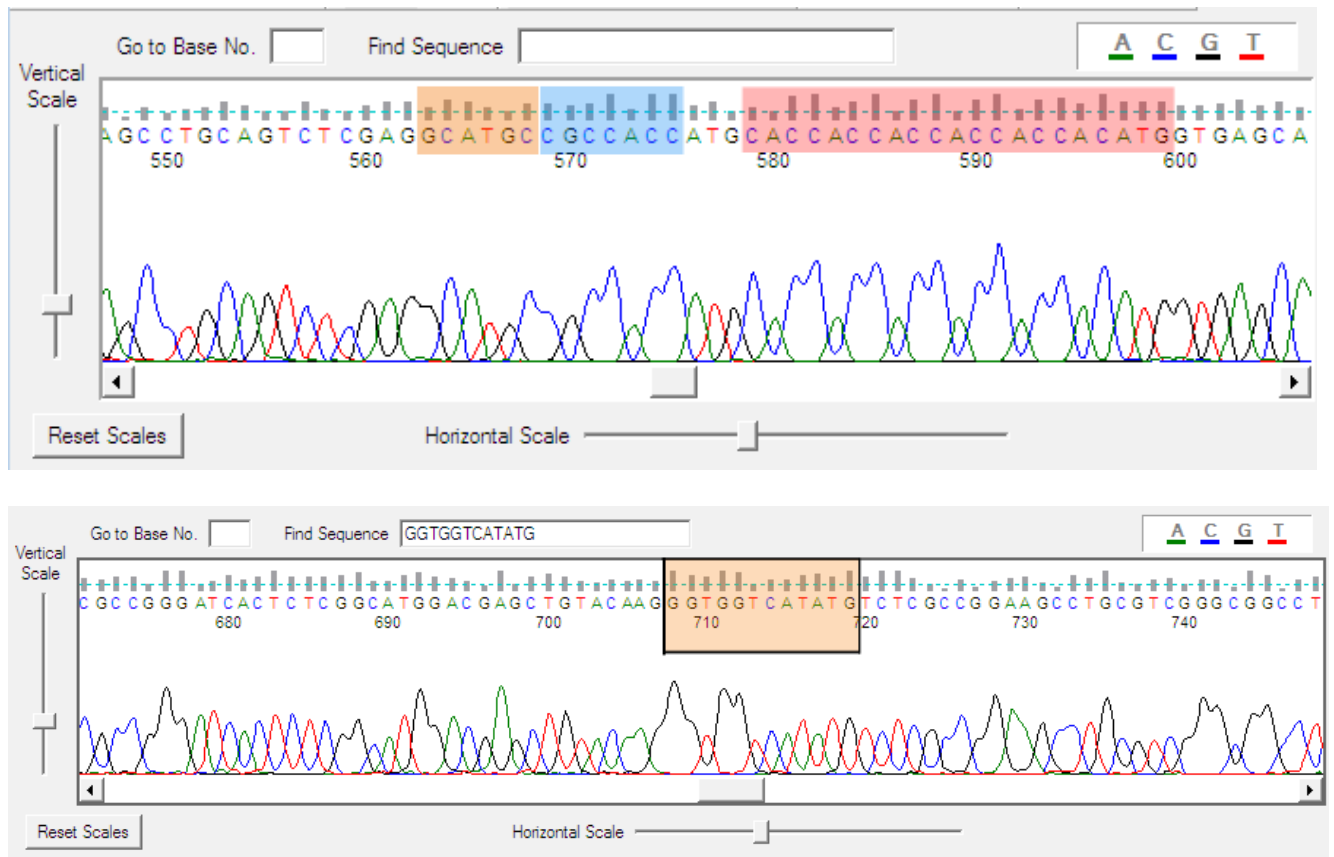 Go to Base No. Find Sequence A C G T
Vertical
Scale
AGCCTGCAGTCTCGAGGCATGCCGCCACCATGCACCACCACCACCACCACATGGTGAGCA
550 560 570 580 590 600
Reset Scales Horizontal Scale
Go to Base No. Find Sequence GGTGGTCATATG A C G T
Vertical
Scale
CGCCGGGATCACTCTCGGCATGGACGAGCTGTACAAGGGTGGTCATATGTCTCGCCGGAAGCCTGCGTCGGGCGGCCT
680 690 700 710 720 730 740
Reset Scales Horizontal Scale